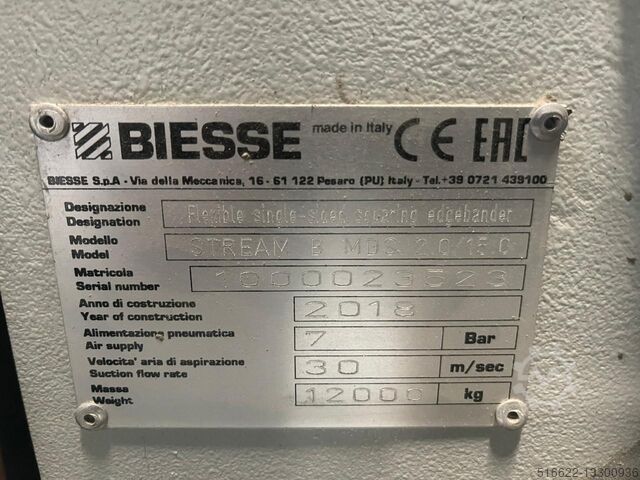 BIESSE made in Italy CE EAC
BIESSE S.p.A - Via della Meccanica, 16 - 61 122 Pesaro (PU) Italy - Tel.+39 0721 439100
Designazione
Designation
Flexible single-sided squaring edgebander
Modello
Model
STREAM B MDS 2.0/15.0
Matricola
Serial number
1000023523
Anno di costruzione
Year of construction
2018
Alimentazione pneumatica
Air supply
7 Bar
Velocita' aria di aspirazione
Suction flow rate
30 m/sec
Massa
Weight
12000 kg
516622-13300936